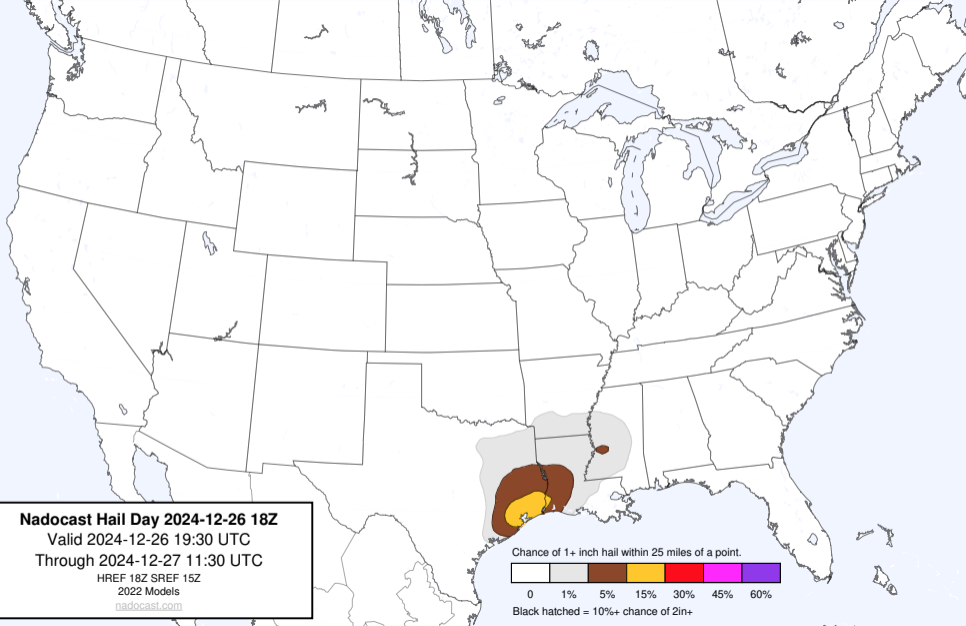 Nadocast Hail Day 2024-12-26 18Z
Valid 2024-12-26 19:30 UTC
Through 2024-12-27 11:30 UTC
HREF 18Z SREF 15Z
2022 Models
nadocast.com
Chance of 1+ inch hail within 25 miles of a point.
0 1% 5% 15% 30% 45% 60%
Black hatched = 10%+ chance of 2in+